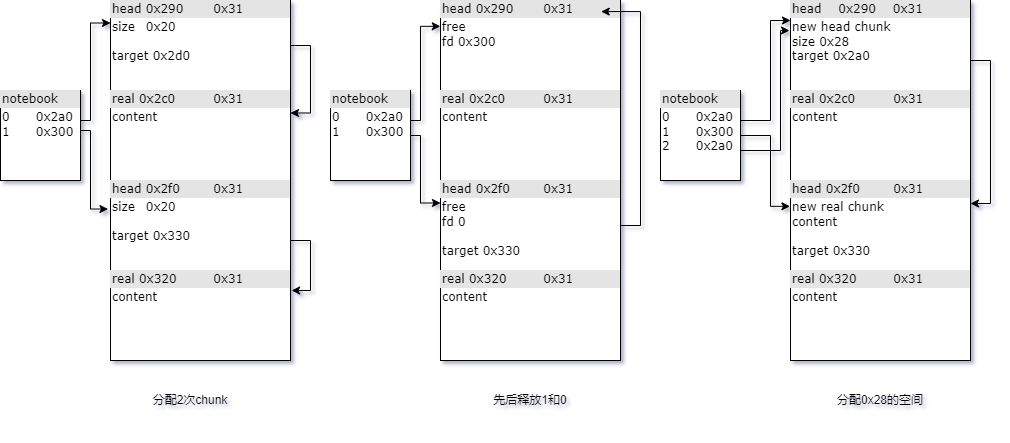 head 0x290 0x31
size 0x20
target 0x2d0
real 0x2c0 0x31
content
head 0x2f0 0x31
size 0x20
target 0x330
real 0x320 0x31
content
notebook
0 0x2a0
1 0x300
分配2次chunk
head 0x290 0x31
free
fd 0x300
real 0x2c0 0x31
content
head 0x2f0 0x31
free
fd 0
target 0x330
real 0x320 0x31
content
notebook
0 0x2a0
1 0x300
先后释放1和0
head 0x290 0x31
new head chunk
size 0x28
target 0x2a0
real 0x2c0 0x31
content
head 0x2f0 0x31
new real chunk
content
target 0x330
real 0x320 0x31
content
notebook
0 0x2a0
1 0x300
2 0x2a0
分配0x28的空间